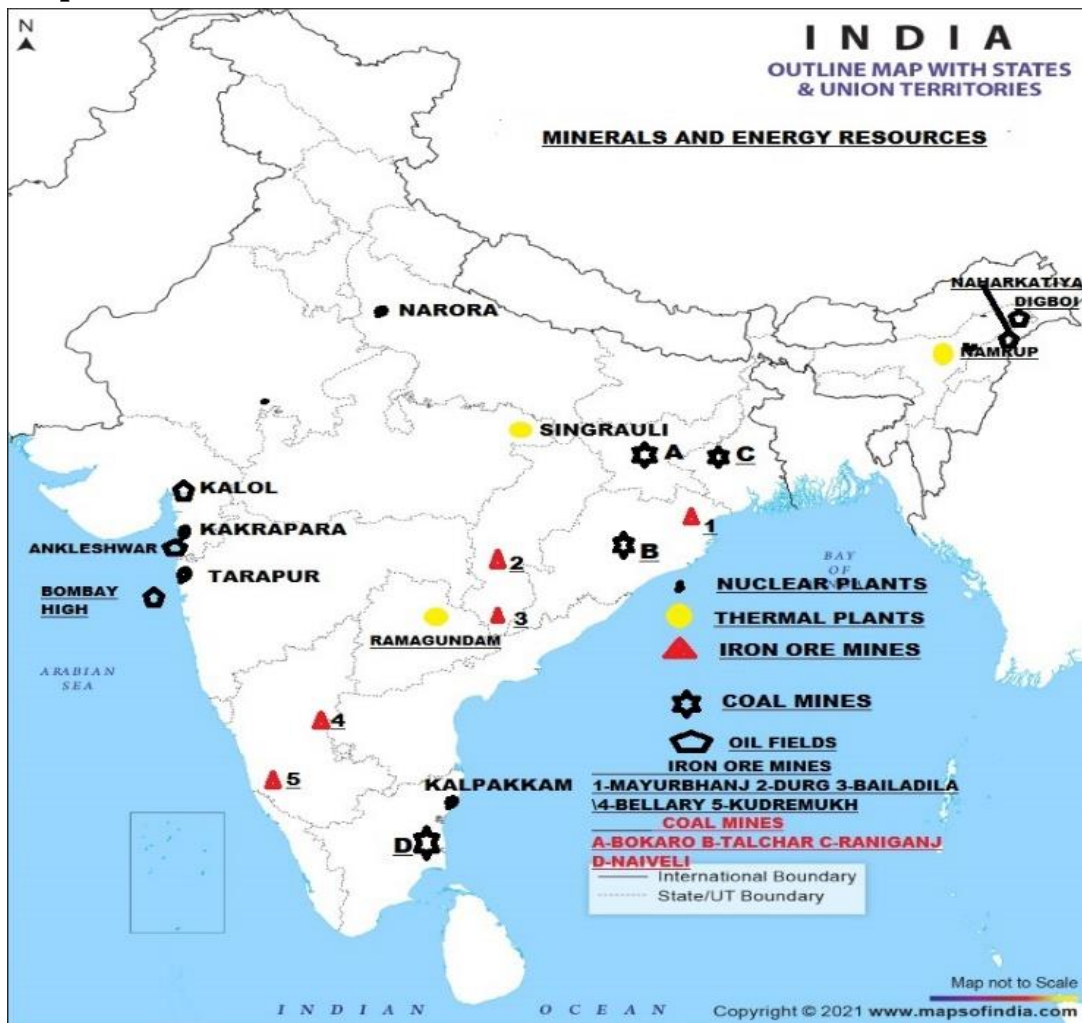 N
INDIA
OUTLINE MAP WITH STATES
& UNION TERRITORIES
MINERALS AND ENERGY RESOURCES
NAHARKATIYA
DIGBOI
NARORA
NAMRUP
SINGRAULI
A
C
KALOL
KAKRAPARA
1
ANKLESHWAR
2
B
BAY
OF
TARAPUR
NUCLEAR PLANTS
BOMBAY
HIGH
3
THERMAL PLANTS
RAMAGUNDAM
IRON ORE MINES
ARABIAN
SEA
COAL MINES
4
OIL FIELDS
IRON ORE MINES
5
KALPAKKAM
1-MAYURBHANJ 2-DURG 3-BAILADILA
\4-BELLARY 5-KUDREMUKH
COAL MINES
D
A-BOKARO B-TALCHAR C-RANIGANJ
D-NAIVELI
International Boundary
State/UT Boundary
Map not to Scale
INDIAN OCEAN
Copyright © 2021 www.mapsofindia.com